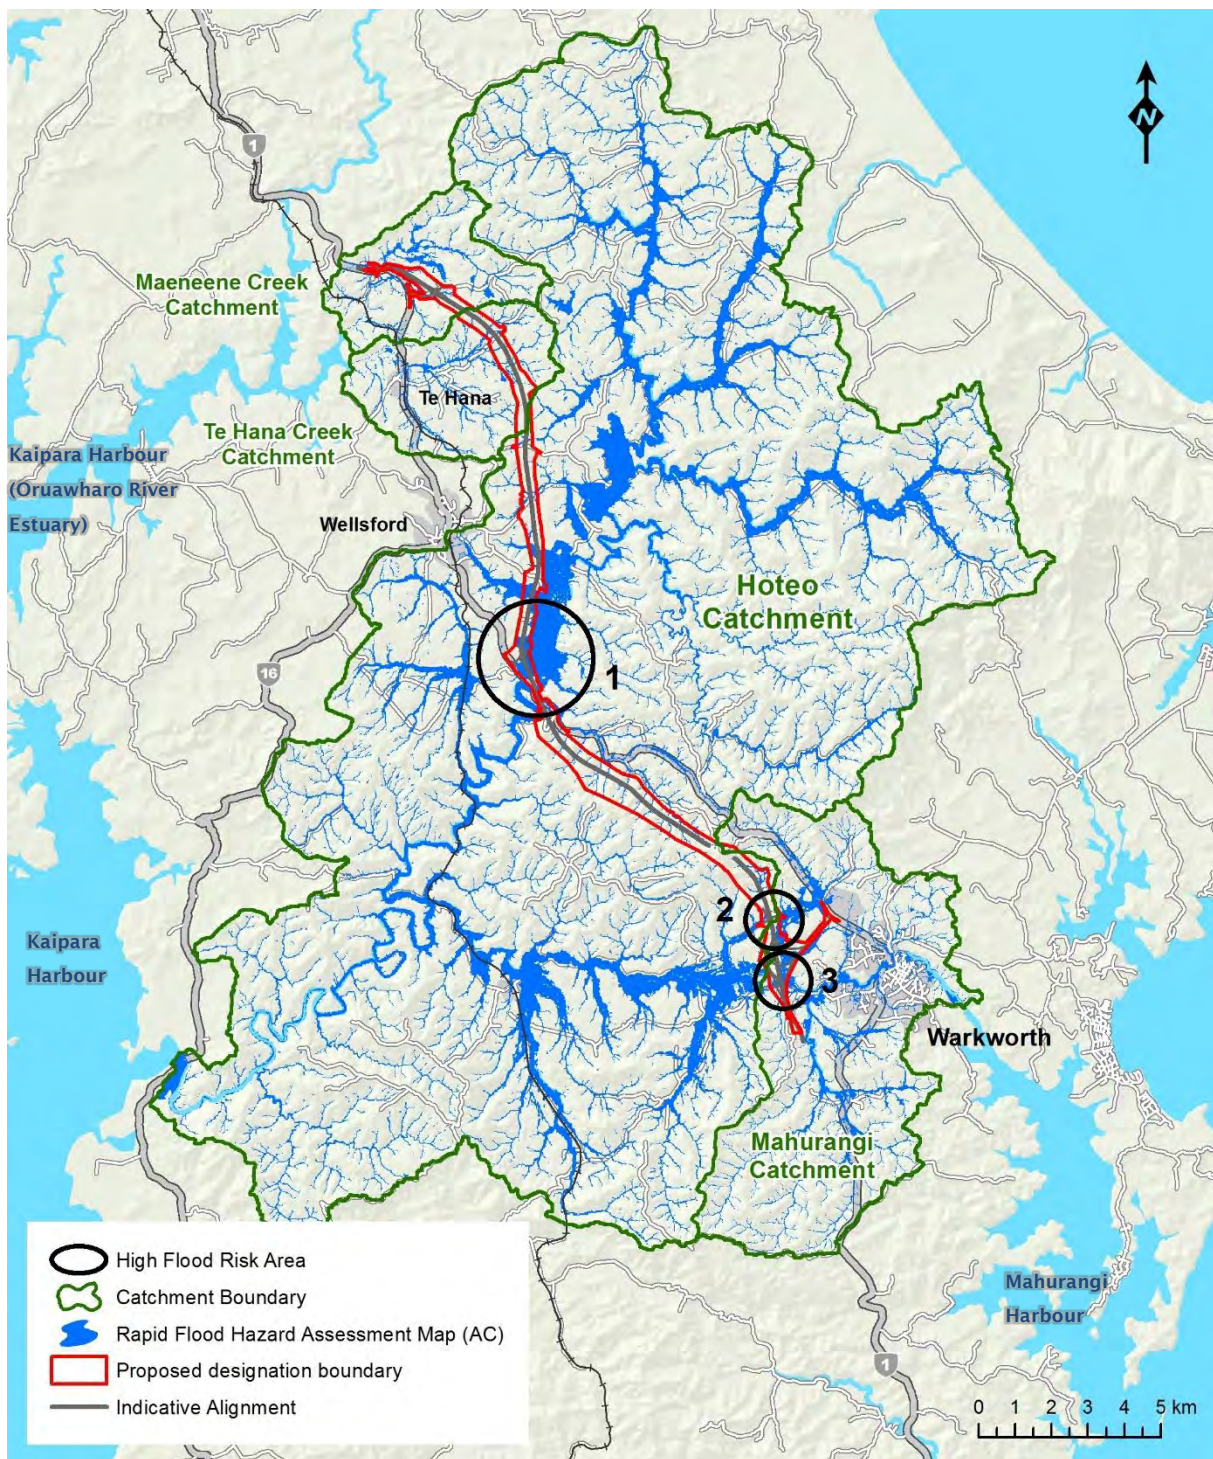 N
1
Maeneene Creek
Catchment
Te Hana
Te Hana Creek
Catchment
Kaipara Harbour
(Oruawharo River
Estuary)
Wellsford
Hoteo
Catchment
1
16
2
3
Kaipara
Harbour
Warkworth
Mahurangi
Catchment
High Flood Risk Area
Catchment Boundary
Rapid Flood Hazard Assessment Map (AC)
Proposed designation boundary
Indicative Alignment
Mahurangi
Harbour
1
0 1 2 3 4 5 km